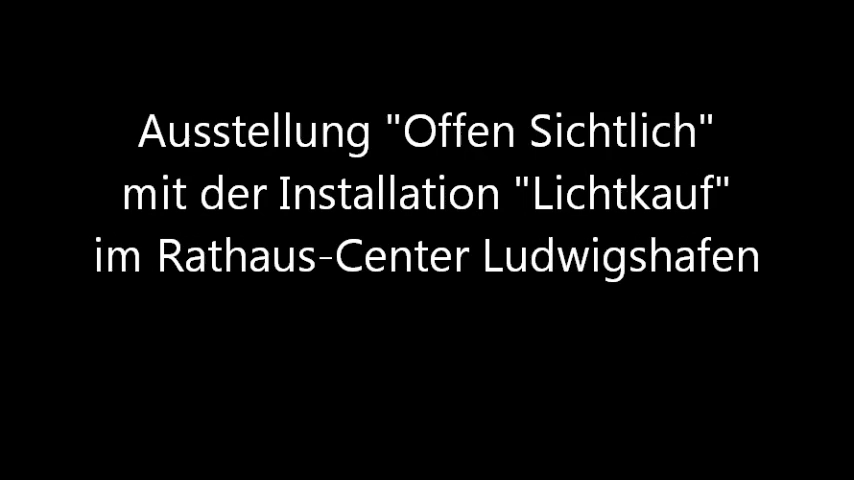 Ausstellung "Offen Sichtlich"
mit der Installation "Lichtkauf"
im Rathaus-Center Ludwigshafen